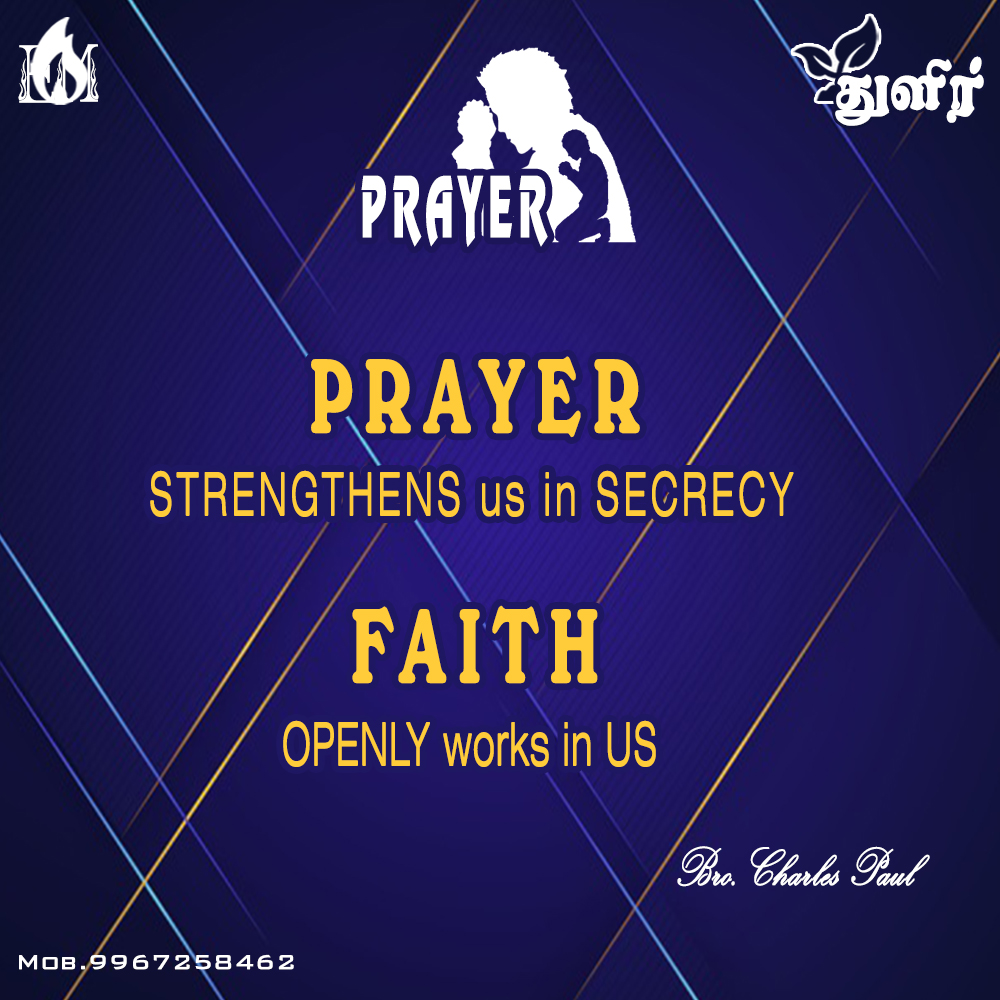 துளிர்
PRAYER
PRAYER
STRENGTHENS us in SECRECY
FAITH
OPENLY works in US
Bro. Charles Paul
Mob.9967258462